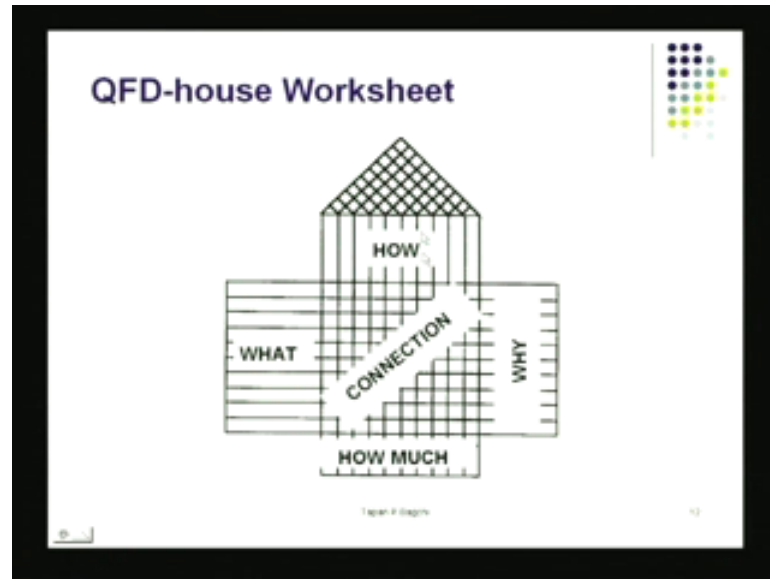 QFD-house Worksheet
HOW
WHAT
CONNECTION
WHY
HOW MUCH